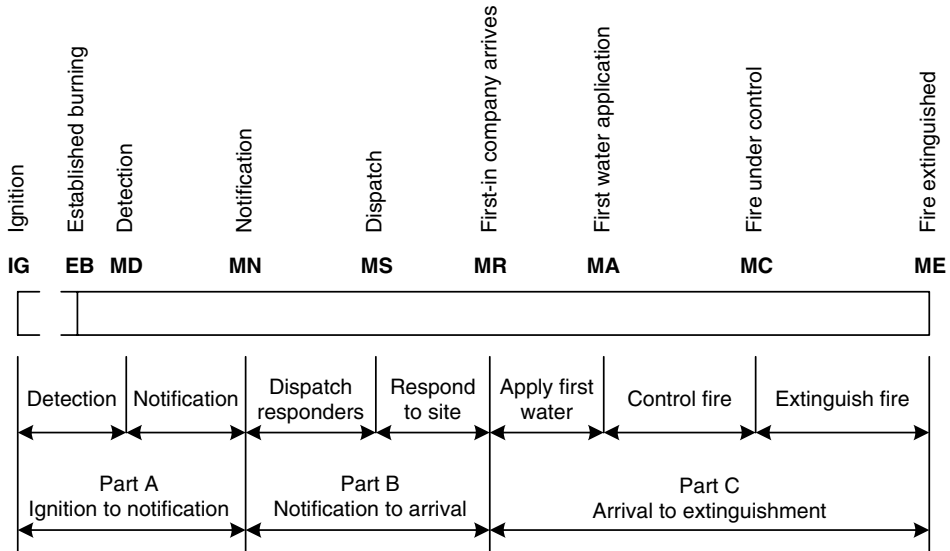 Ignition
Established burning
Detection
Notification
Dispatch
First-in company arrives
First water application
Fire under control
Fire extinguished
IG EB MD MN MS MR MA MC ME
Detection Notification Dispatch responders Respond to site Apply first water Control fire Extinguish fire
Part A
Ignition to notification
Part B
Notification to arrival
Part C
Arrival to extinguishment